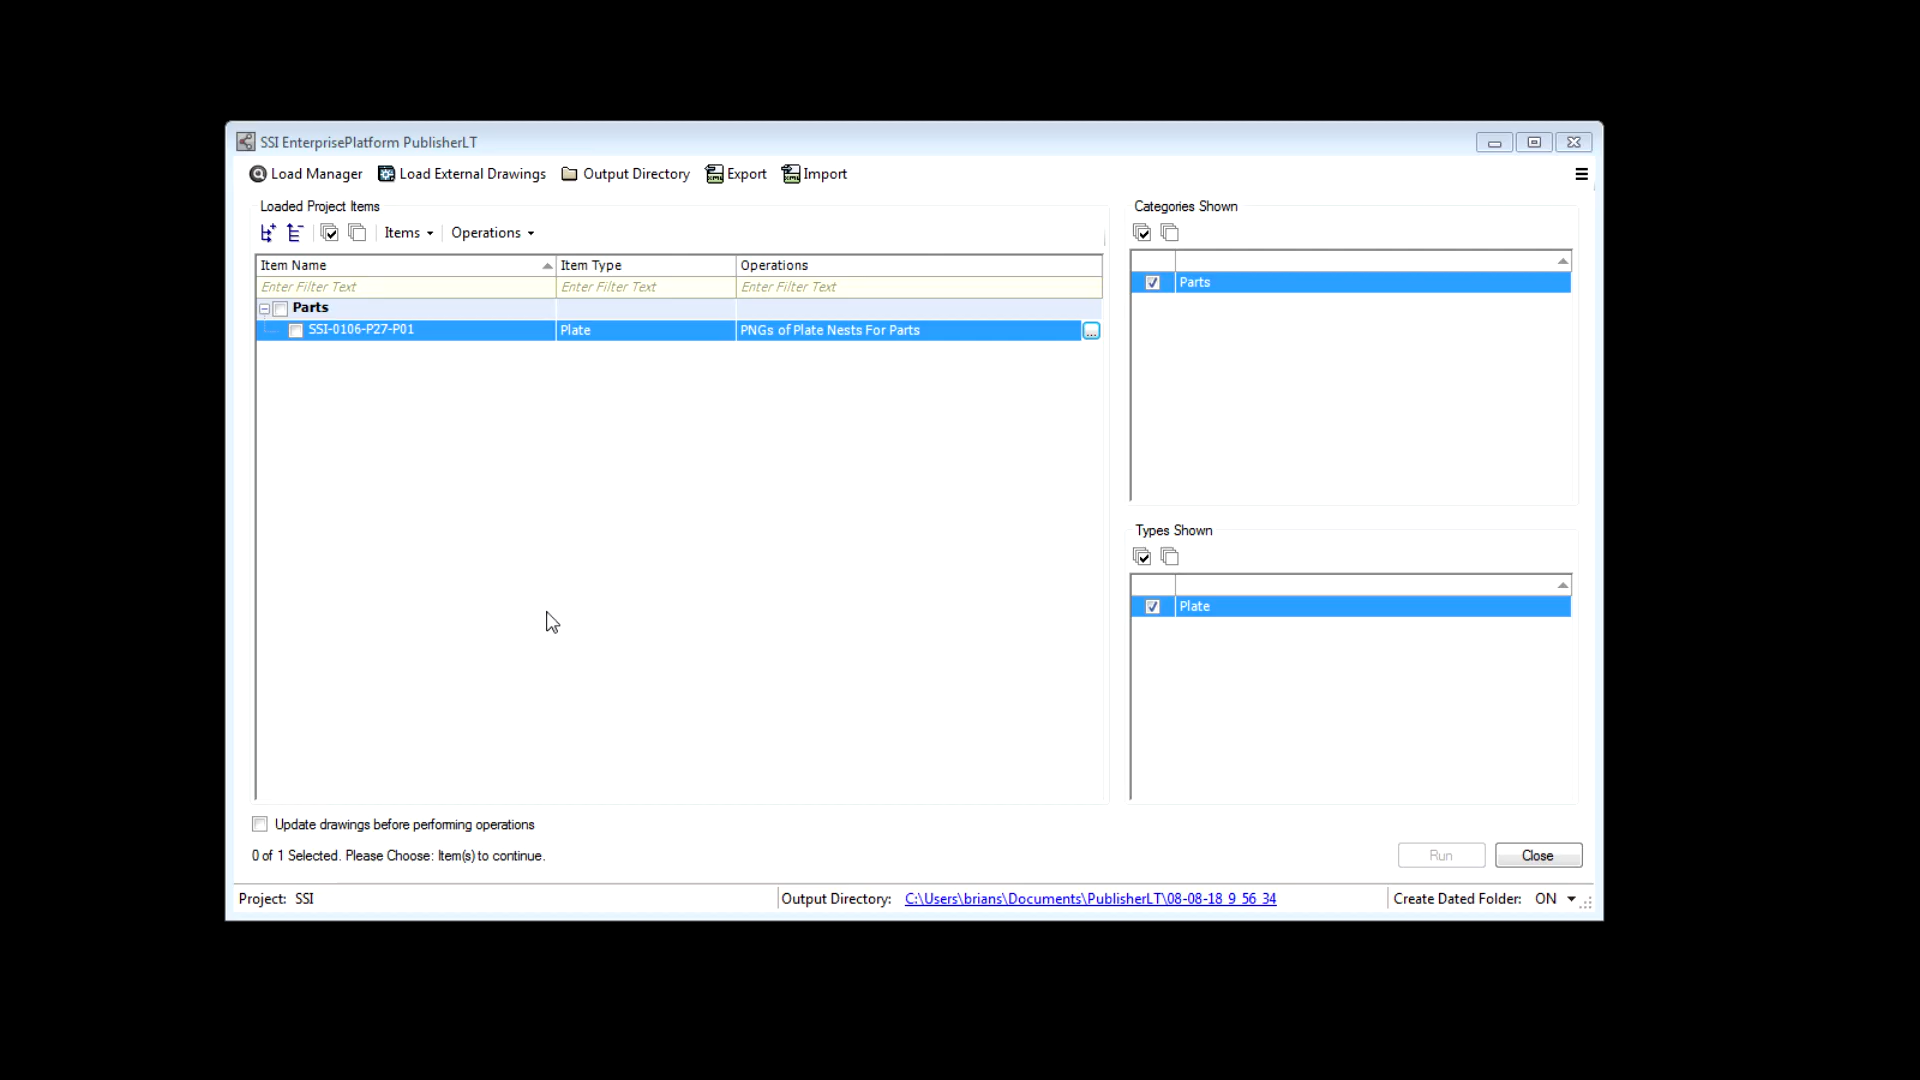 SSI EnterprisePlatform PublisherLT
Load Manager Load External Drawings Output Directory Export Import
Loaded Project Items
Items Operations
Item Name Item Type Operations
Enter Filter Text Enter Filter Text Enter Filter Text
Parts
SSI-0106-P27-P01 Plate PNGs of Plate Nests For Parts ...
Categories Shown
Parts
Types Shown
Plate
Update drawings before performing operations
0 of 1 Selected. Please Choose: Item(s) to continue.
Run Close
Project: SSI Output Directory: C:\Users\brians\Documents\PublisherLT\08-08-18 9 56 34 Create Dated Folder: ON